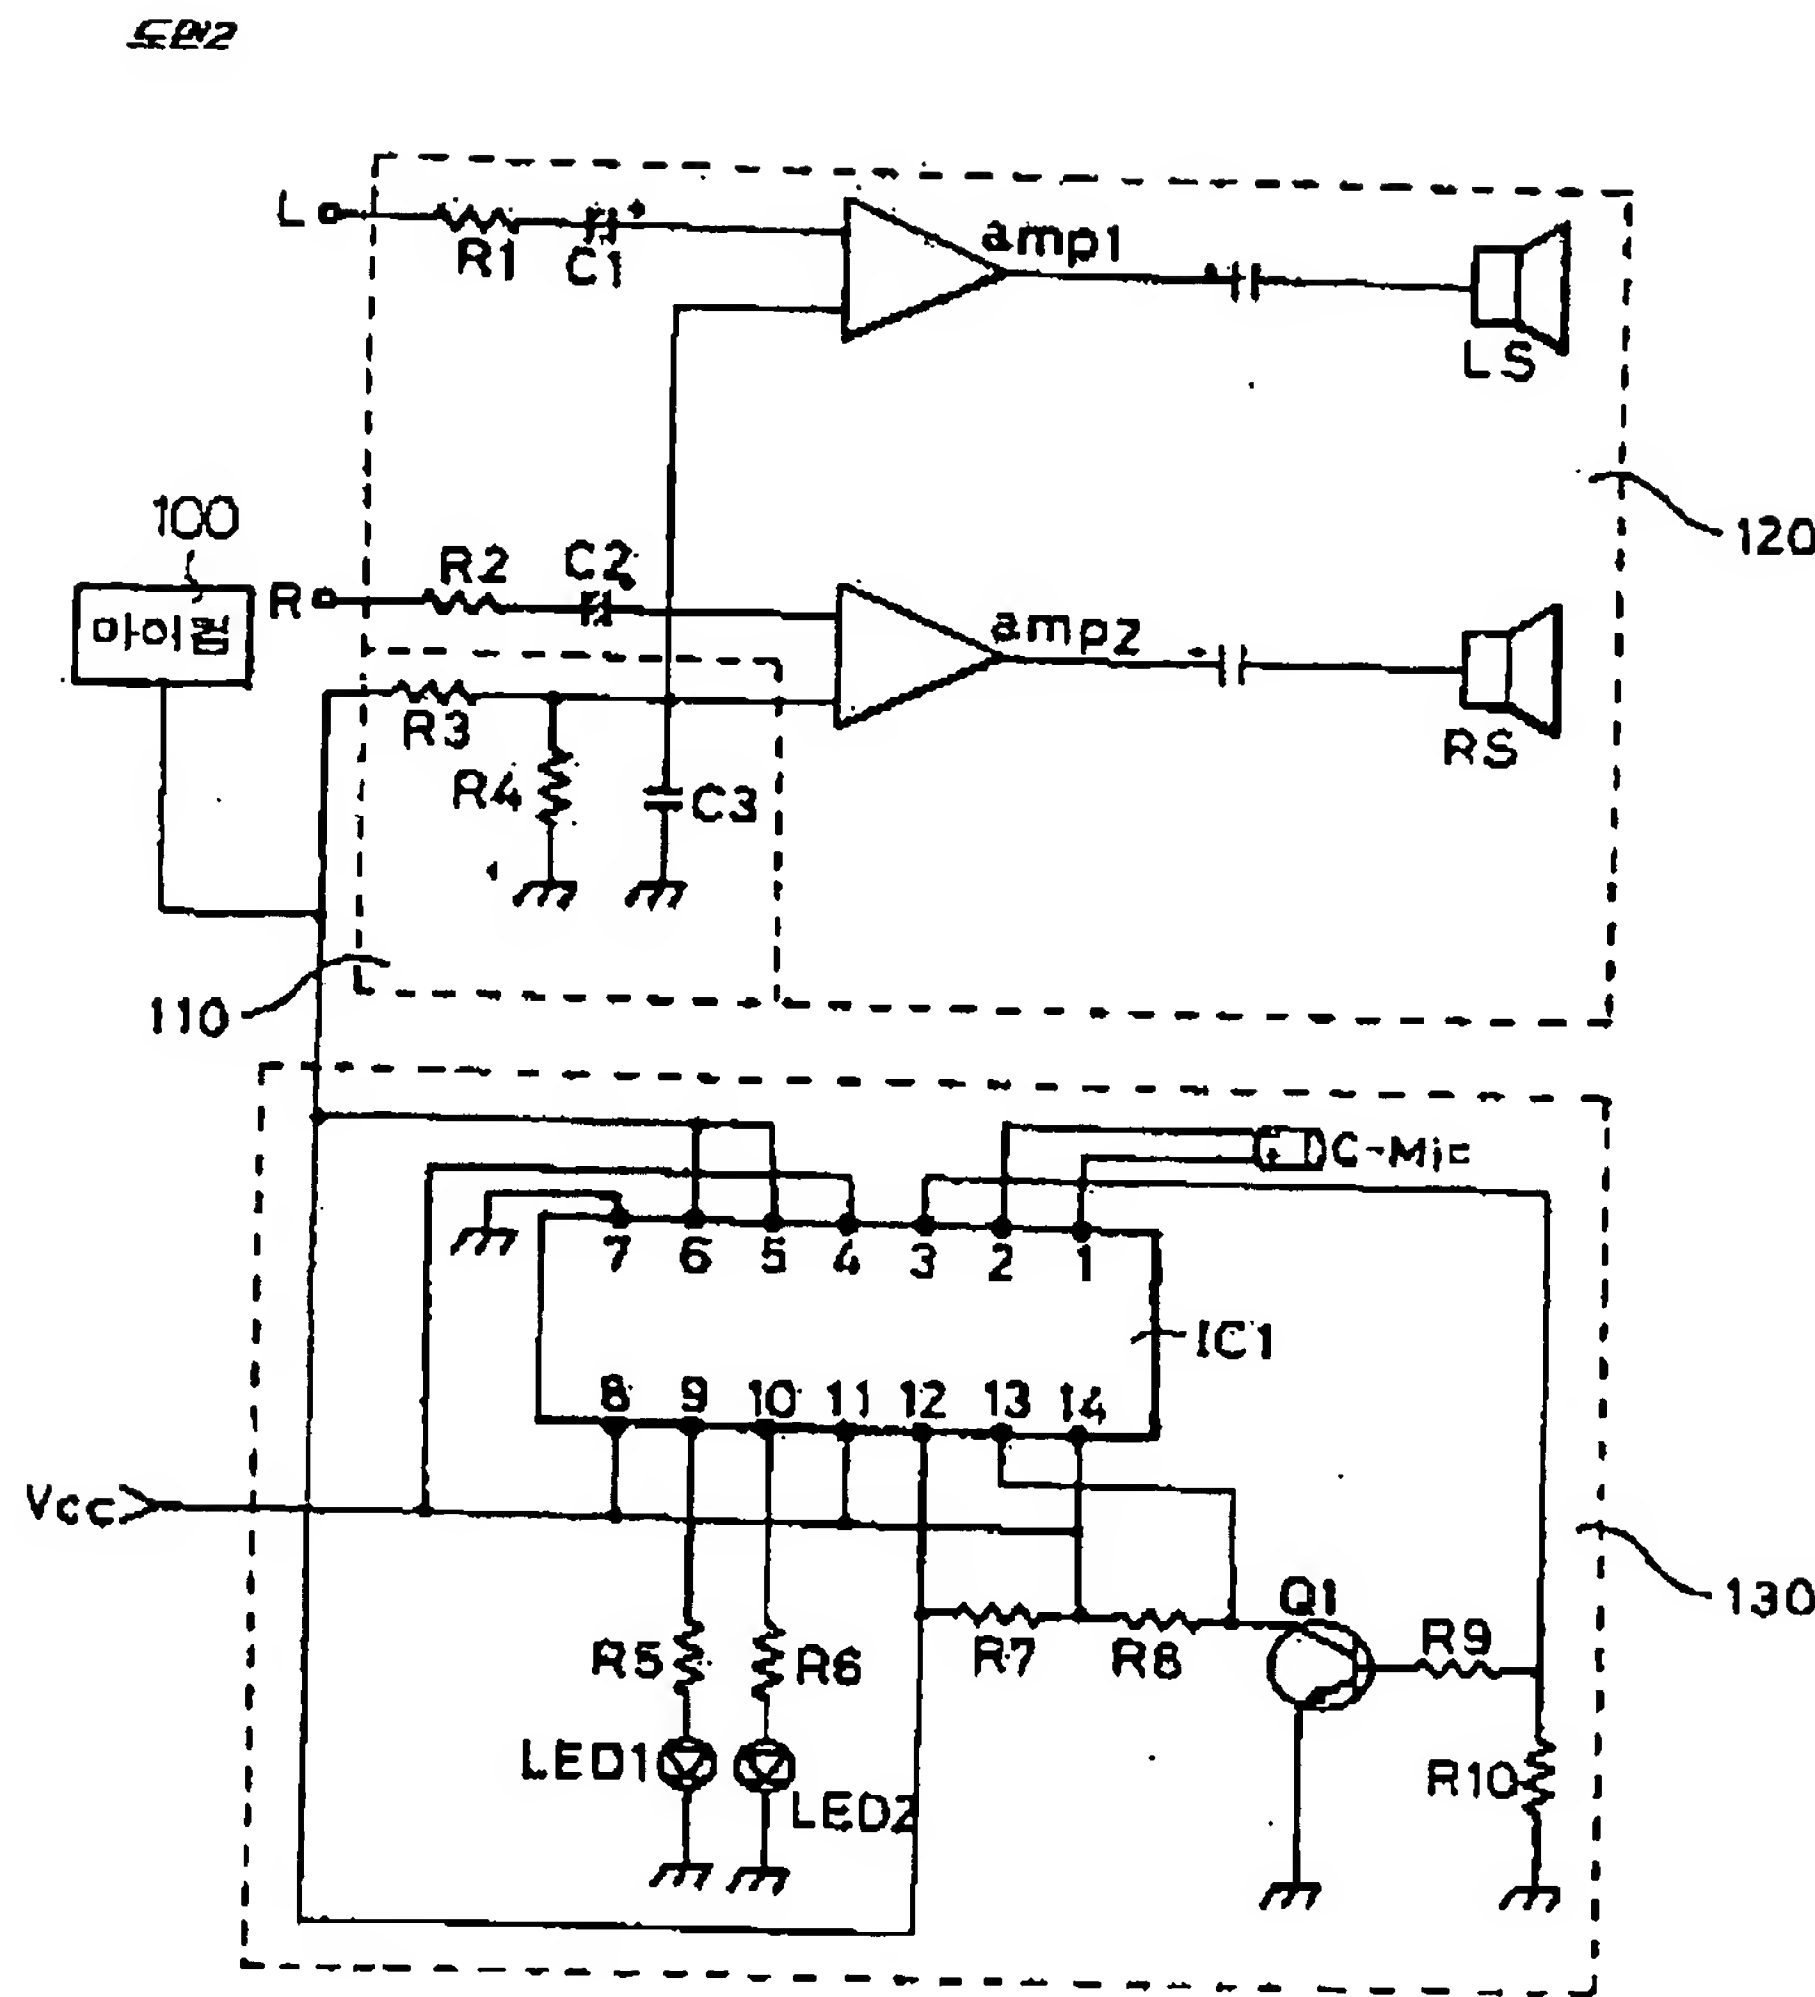 도면2
L
R1
C1
amp1
LS
100
마이컴
R
R2
C2
amp2
120
R3
R4
C3
RS
110
C-Mic
7 6 5 4 3 2 1
IC1
8 9 10 11 12 13 14
Vcc
Q1
130
R5
R6
R7
R8
R9
LED1
LED2
R10